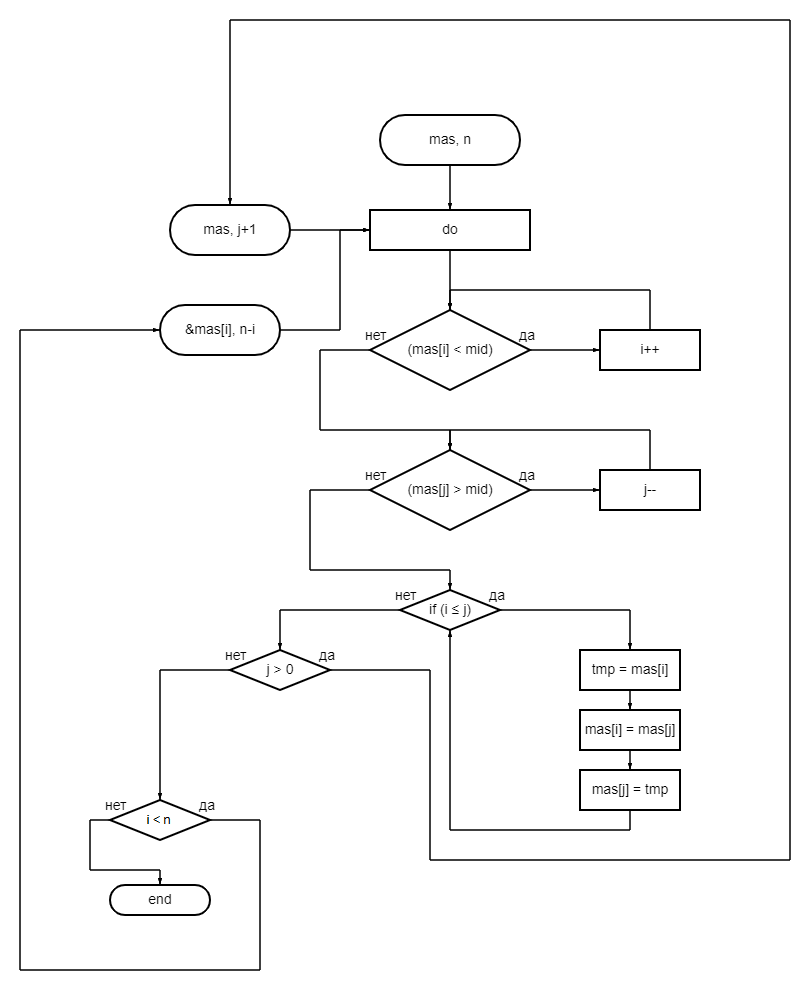 mas, n
mas, j+1
do
&mas[i], n-i
нет
(mas[i] < mid)
да
i++
нет
(mas[j] > mid)
да
j--
нет
if (i ≤ j)
да
нет
j > 0
да
tmp = mas[i]
mas[i] = mas[j]
mas[j] = tmp
нет
i < n
да
end